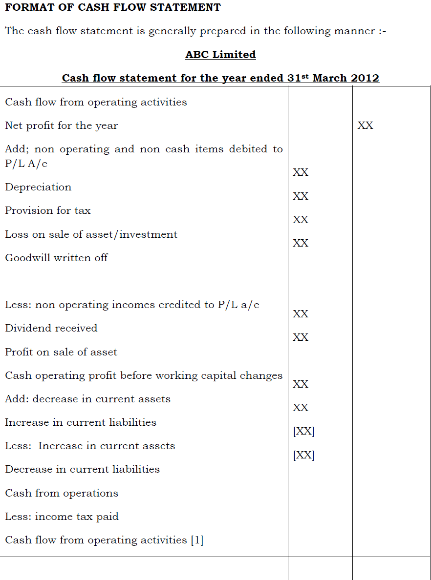 FORMAT OF CASH FLOW STATEMENT
The cash flow statement is generally prepared in the following manner :-
ABC Limited
Cash flow statement for the year ended 31st March 2012
Cash flow from operating activities
Net profit for the year XX
Add; non operating and non cash items debited to
P/L A/c
XX
Depreciation
XX
Provision for tax
XX
Loss on sale of asset/investment
XX
Goodwill written off
Less: non operating incomes credited to P/L a/c
XX
Dividend received
XX
Profit on sale of asset
Cash operating profit before working capital changes
XX
Add: decrease in current assets
XX
Increase in current liabilities
[XX]
Less: Increase in current assets
[XX]
Decrease in current liabilities
Cash from operations
Less: income tax paid
Cash flow from operating activities [1]